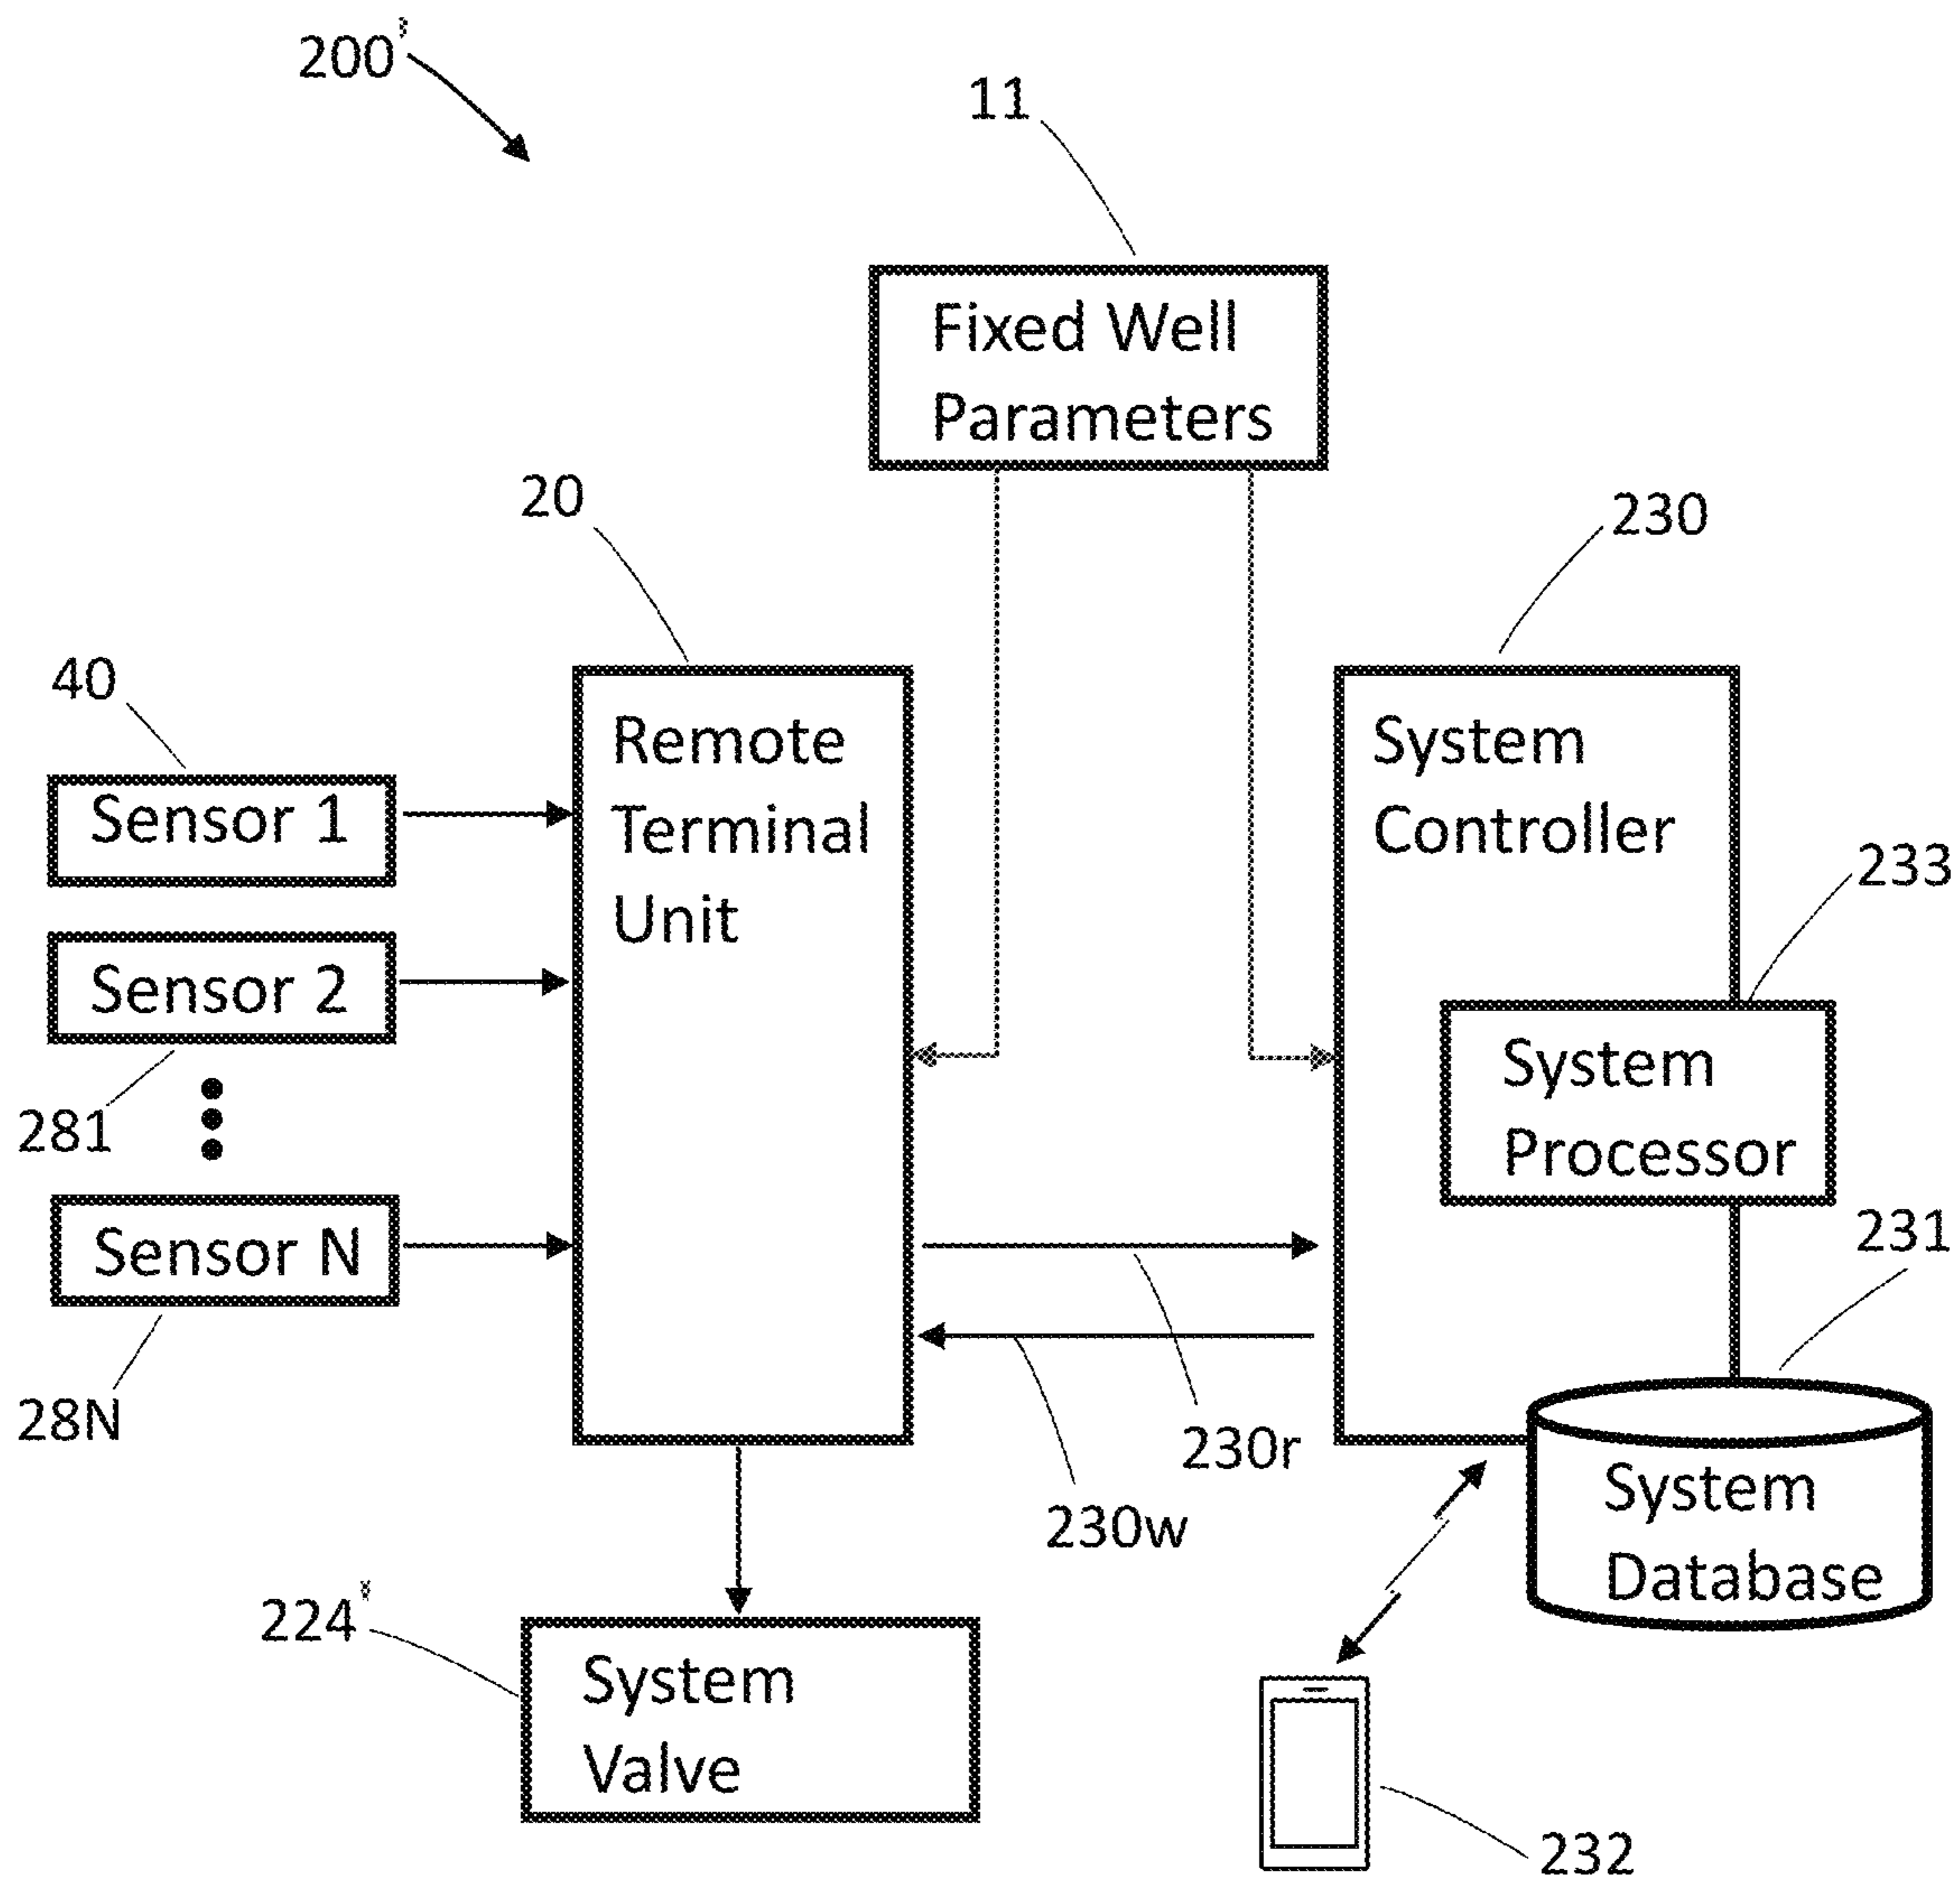 200'
11
Fixed Well
Parameters
20
230
40
Remote
Terminal
Unit
System
Controller
Sensor 1
233
Sensor 2
281
System
Processor
231
Sensor N
28N
230r
230w
System
Database
224'
System
Valve
232